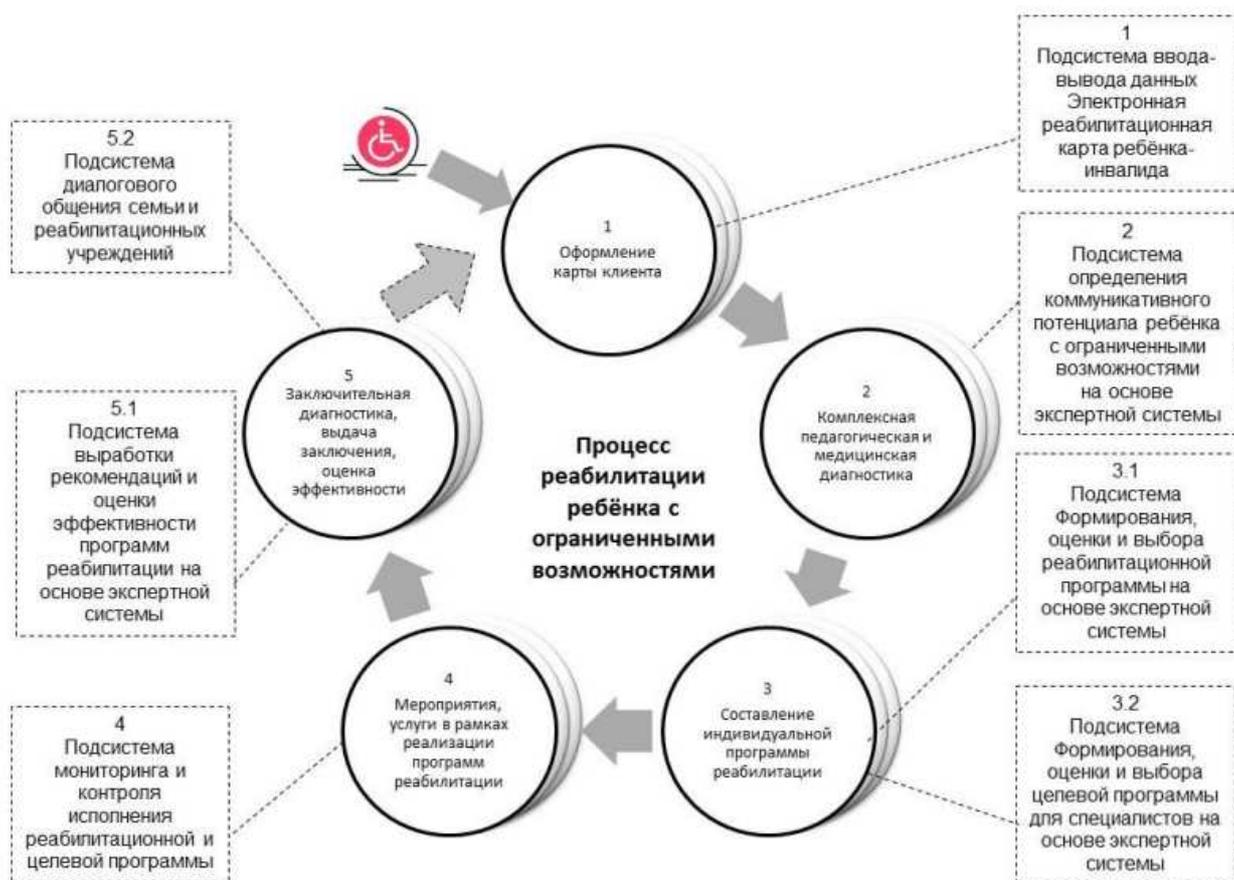 1
Подсистема ввода-
вывода данных
Электронная
реабилитационная
карта ребёнка-
инвалида
5.2
Подсистема
диалогового
общения семьи и
реабилитационных
учреждений
1
Оформление
карты клиента
2
Подсистема
определения
коммуникативного
потенциала ребёнка
с ограниченными
возможностями
на основе
экспертной системы
5
Заключительная
диагностика,
выдача
заключения,
оценка
эффективности
2
Комплексная
педагогическая и
медицинская
диагностика
5.1
Подсистема
выработки
рекомендаций и
оценки
эффективности
программ
реабилитации на
основе экспертной
системы
Процесс
реабилитации
ребёнка с
ограниченными
возможностями
3.1
Подсистема
Формирования,
оценки и выбора
реабилитационной
программы на
основе экспертной
системы
4
Мероприятия,
услуги в рамках
реализации
программ
реабилитации
3
Составление
индивидуальной
программы
реабилитации
4
Подсистема
мониторинга и
контроля
исполнения
реабилитационной и
целевой программы
3.2
Подсистема
Формирования,
оценки и выбора
целевой программы
для специалистов на
основе экспертной
системы